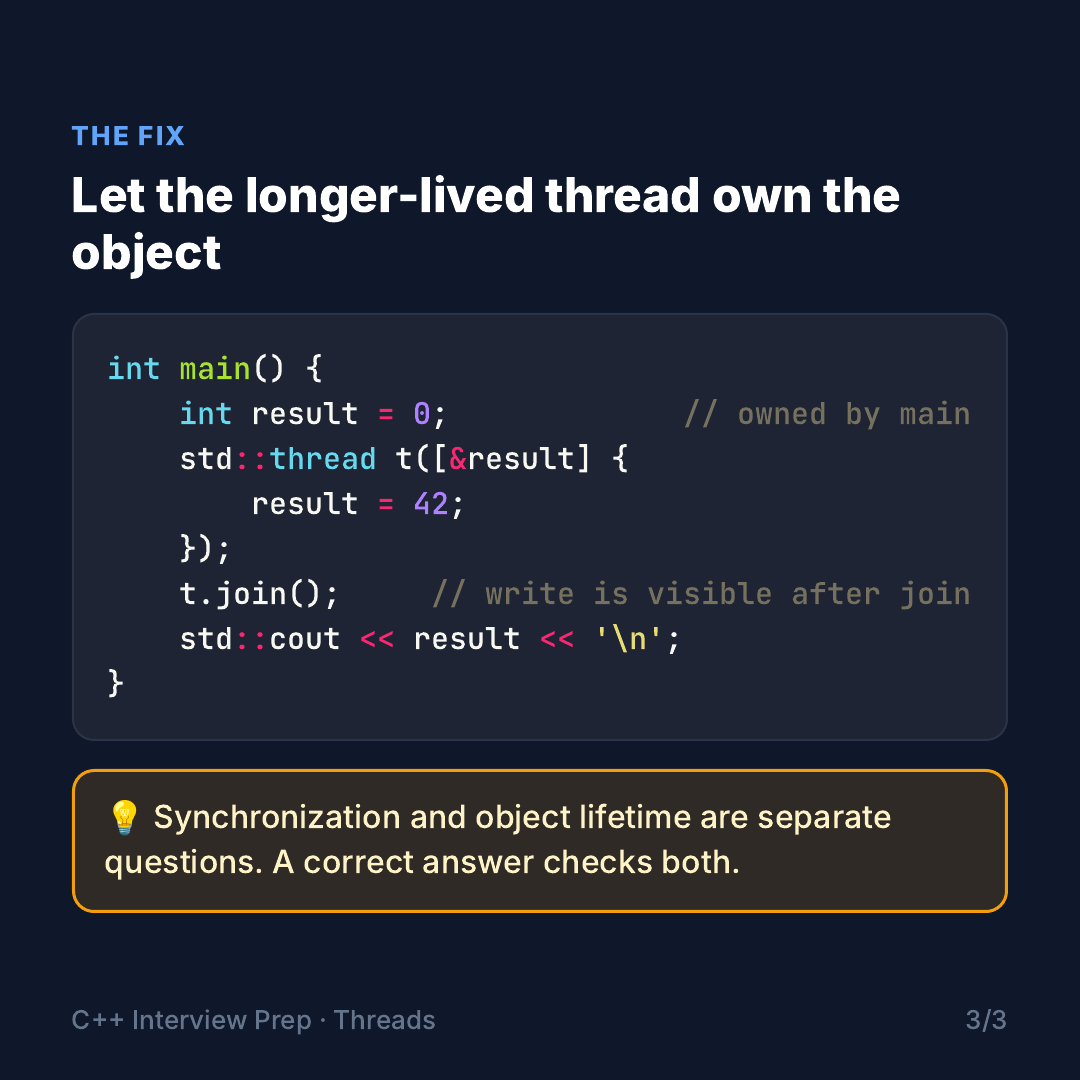 THE FIX
Let the longer-lived thread own the
object
int main() {
    int result = 0;             // owned by main
    std::thread t([&result] {
        result = 42;
    });
    t.join();     // write is visible after join
    std::cout << result << '\n';
}
💡 Synchronization and object lifetime are separate
questions. A correct answer checks both.
C++ Interview Prep · Threads
3/3